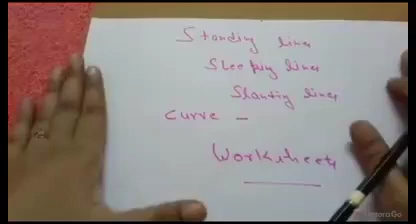 Standing lines
Sleeping lines
Slanting lines
Curve -
Worksheets